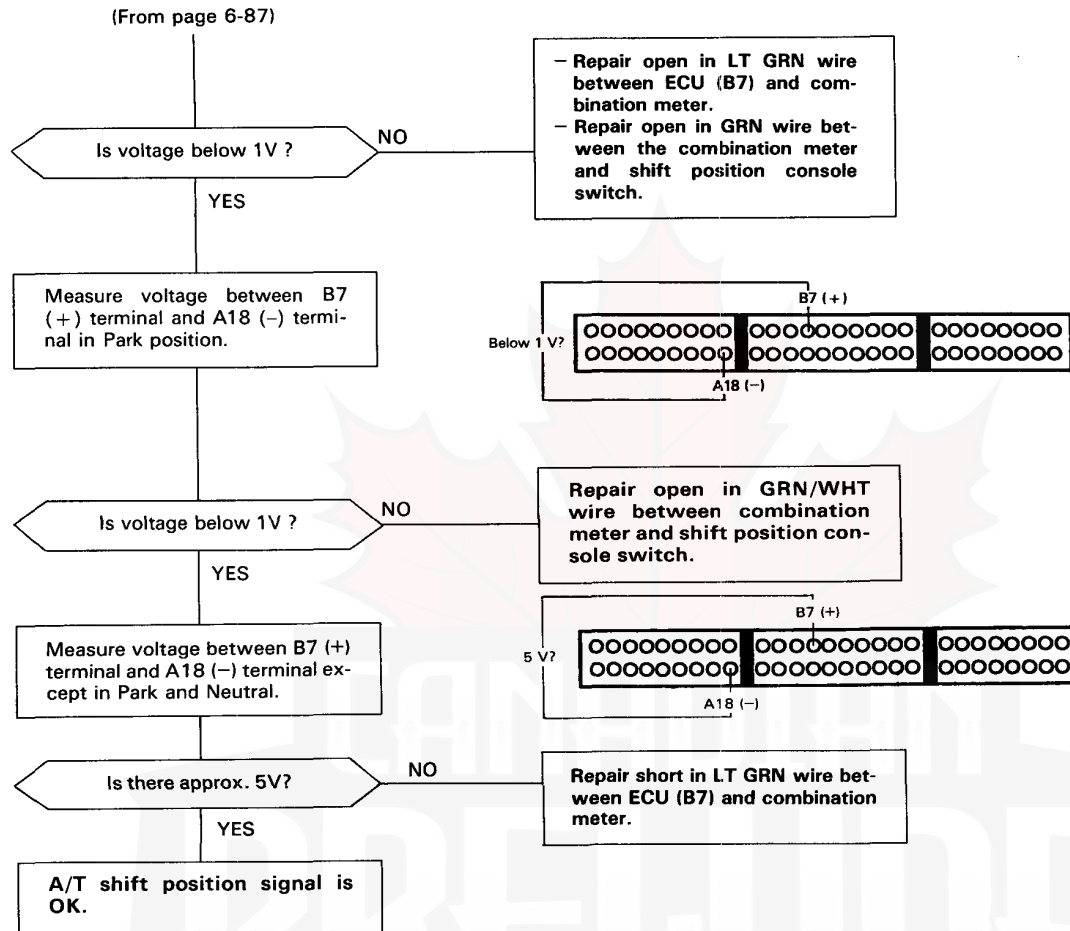 (From page 6-87)
Is voltage below 1V ?
NO
YES
– Repair open in LT GRN wire
between ECU (B7) and com-
bination meter.
– Repair open in GRN wire bet-
ween the combination meter
and shift position console
switch.
Measure voltage between B7
(+) terminal and A18 (–) termi-
nal in Park position.
B7 (+)
Below 1 V?
A18 (–)
Is voltage below 1V ?
NO
YES
Repair open in GRN/WHT
wire between combination
meter and shift position con-
sole switch.
Measure voltage between B7 (+)
terminal and A18 (–) terminal ex-
cept in Park and Neutral.
B7 (+)
5 V?
A18 (–)
Is there approx. 5V?
NO
YES
Repair short in LT GRN wire bet-
ween ECU (B7) and combination
meter.
A/T shift position signal is
OK.
CANADIAN
PRELUDE